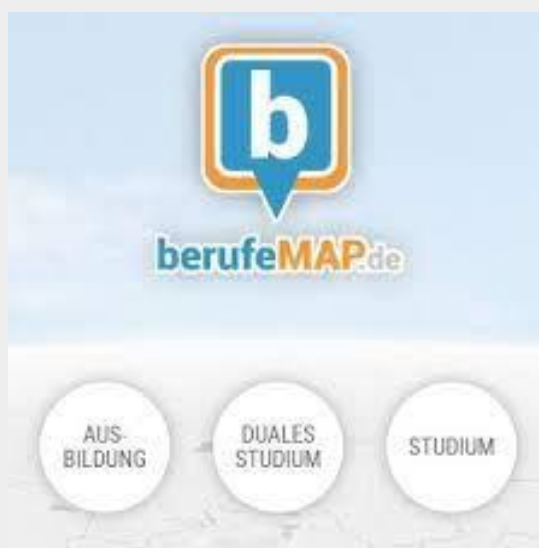 b
berufeMAP.de
AUS-
BILDUNG
DUALES
STUDIUM
STUDIUM